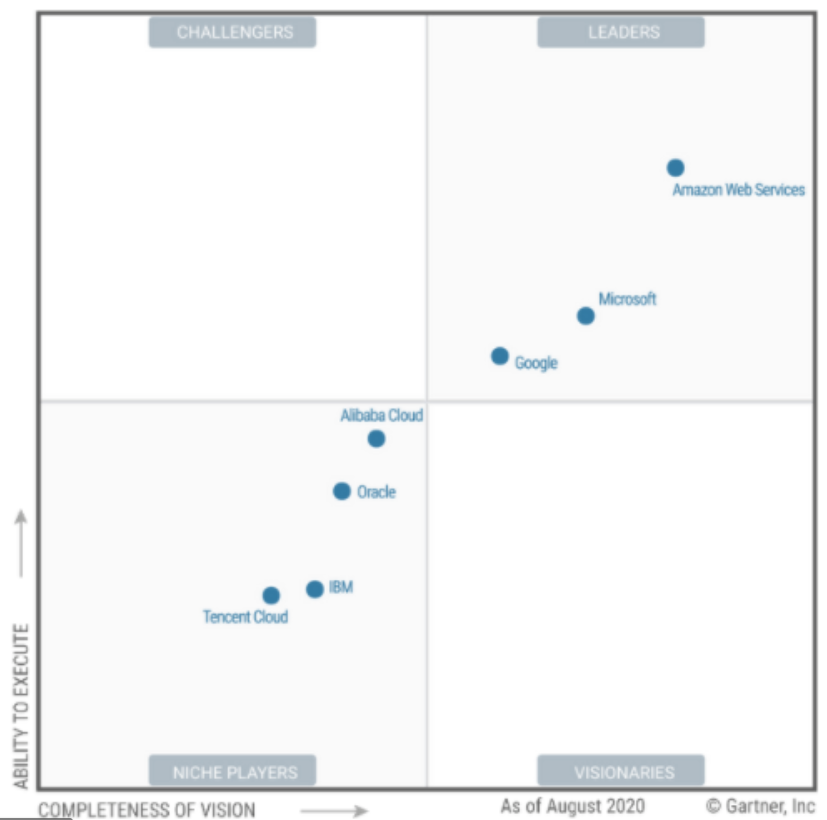 CHALLENGERS
LEADERS
Amazon Web Services
Microsoft
Google
Alibaba Cloud
Oracle
IBM
Tencent Cloud
NICHE PLAYERS
VISIONARIES
ABILITY TO EXECUTE
COMPLETENESS OF VISION
As of August 2020
© Gartner, Inc